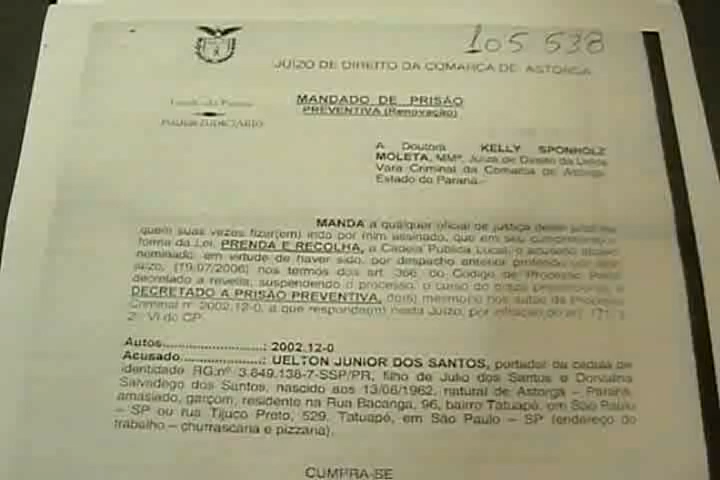 105 538
JUÍZO DE DIREITO DA COMARCA DE ASTORGA
Estado do Paraná
PODER JUDICIÁRIO
MANDADO DE PRISÃO
PREVENTIVA (Renovação)
A Doutora KELLY SPONHOLZ
MOLETA, MMª. Juíza de Direito da
Vara Criminal da Comarca de Astorga
Estado do Paraná.-
MANDA a qualquer oficial de justiça deste
quem suas vezes fizer(em) indo por mim assinado, que em seu cumprimento
forma da Lei, PRENDA E RECOLHA, a Cadeia Pública Local, o acusado abaixo
nominado, em virtude de haver sido, por despacho anterior proferido
juízo, (19.07/2006) nos termos dos art. 366, do Código de Processo Penal
decretado a revelia, suspendendo o processo, o curso do prazo
DECRETADO A PRISÃO PREVENTIVA, do(s) mesmo(s) nos autos de Processo
Criminal nº 2002.12-0, a que responde(m) neste Juízo, por infração do art. 171,
2º, VI do CP.
Autos.......................: 2002.12-0
Acusado..................: UELTON JUNIOR DOS SANTOS, portador da cédula de
identidade RG.nº 3.849.138-7-SSP/PR, filho de Julio dos Santos e Dorvalina
Salvadego dos Santos, nascido aos 13/06/1962, natural de Astorga – Paraná,
amasiado, garçom, residente na Rua Bacanga, 96, bairro Tatuapé, em São Paulo
– SP ou rua Tijuco Preto, 529, Tatuapé, em São Paulo – SP (endereço do
trabalho – churrascaria e pizzaria).
CUMPRA-SE